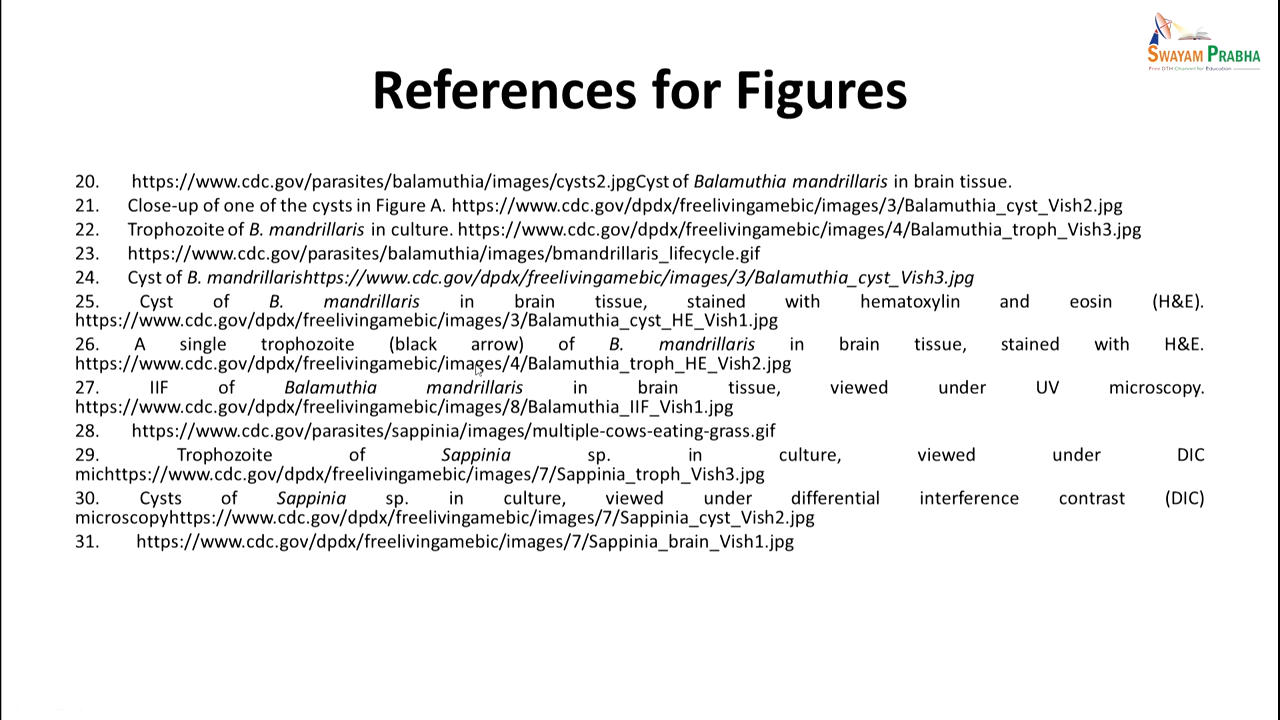 SWAYAM PRABHA
Free DTH Channel for Education
References for Figures
20. https://www.cdc.gov/parasites/balamuthia/images/cysts2.jpgCyst of Balamuthia mandrillaris in brain tissue.
21. Close-up of one of the cysts in Figure A. https://www.cdc.gov/dpdx/freelivingamebic/images/3/Balamuthia_cyst_Vish2.jpg
22. Trophozoite of B. mandrillaris in culture. https://www.cdc.gov/dpdx/freelivingamebic/images/4/Balamuthia_troph_Vish3.jpg
23. https://www.cdc.gov/parasites/balamuthia/images/bmandrillaris_lifecycle.gif
24. Cyst of B. mandrillarishttps://www.cdc.gov/dpdx/freelivingamebic/images/3/Balamuthia_cyst_Vish3.jpg
25. Cyst of B. mandrillaris in brain tissue, stained with hematoxylin and eosin (H&E).
https://www.cdc.gov/dpdx/freelivingamebic/images/3/Balamuthia_cyst_HE_Vish1.jpg
26. A single trophozoite (black arrow) of B. mandrillaris in brain tissue, stained with H&E.
https://www.cdc.gov/dpdx/freelivingamebic/images/4/Balamuthia_troph_HE_Vish2.jpg
27. IIF of Balamuthia mandrillaris in brain tissue, viewed under UV microscopy.
https://www.cdc.gov/dpdx/freelivingamebic/images/8/Balamuthia_IIF_Vish1.jpg
28. https://www.cdc.gov/parasites/sappinia/images/multiple-cows-eating-grass.gif
29. Trophozoite of Sappinia sp. in culture, viewed under DIC
michttps://www.cdc.gov/dpdx/freelivingamebic/images/7/Sappinia_troph_Vish3.jpg
30. Cysts of Sappinia sp. in culture, viewed under differential interference contrast (DIC)
microscopyhttps://www.cdc.gov/dpdx/freelivingamebic/images/7/Sappinia_cyst_Vish2.jpg
31. https://www.cdc.gov/dpdx/freelivingamebic/images/7/Sappinia_brain_Vish1.jpg